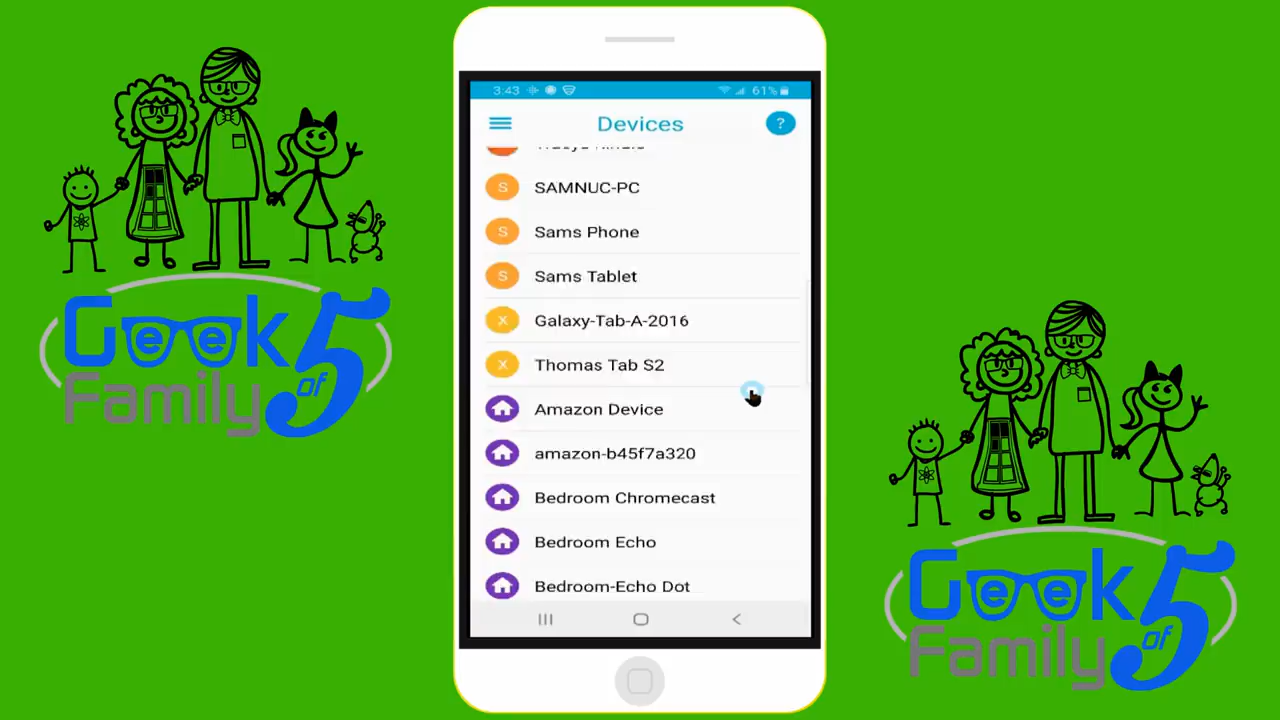 3:43
61%
Devices
?
S SAMNUC-PC
S Sams Phone
S Sams Tablet
X Galaxy-Tab-A-2016
X Thomas Tab S2
Amazon Device
amazon-b45f7a320
Bedroom Chromecast
Bedroom Echo
Bedroom-Echo Dot
Geek
Family of 5
Geek
Family of 5